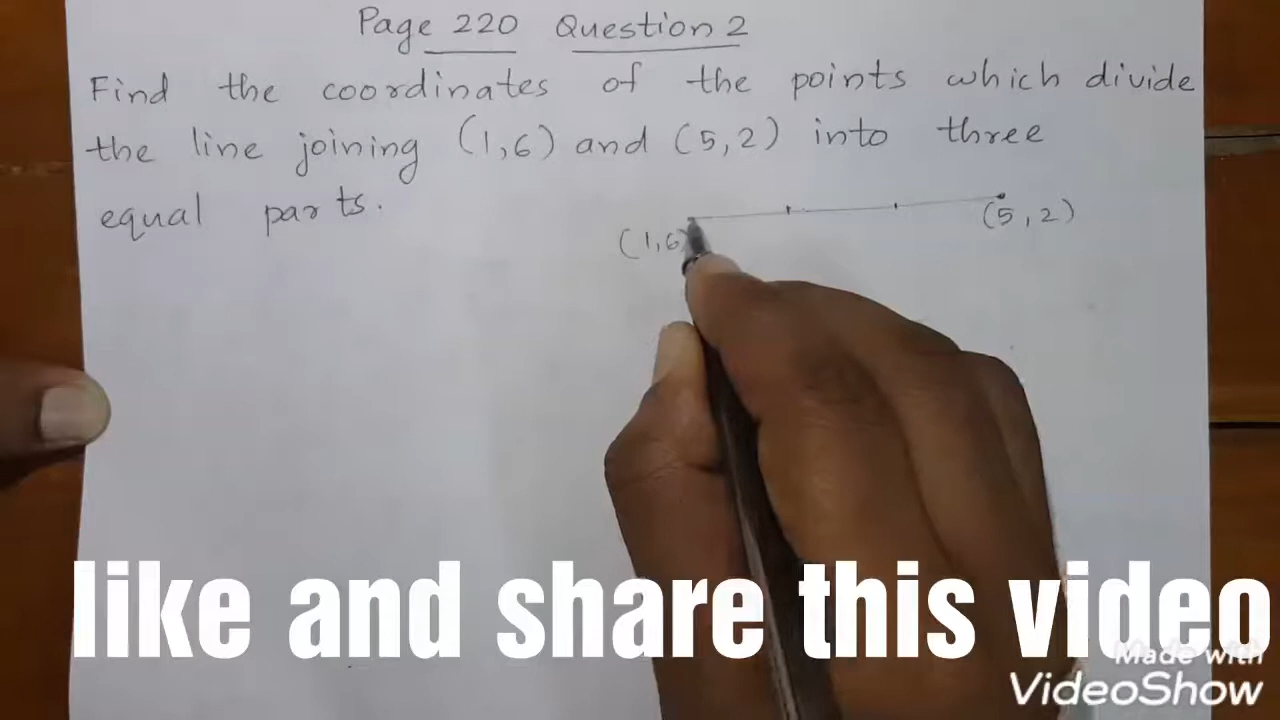 Page 220 Question 2
Find the coordinates of the points which divide
the line joining (1,6) and (5,2) into three
equal parts.
(1,6) (5,2)
like and share this video
Made with
VideoShow